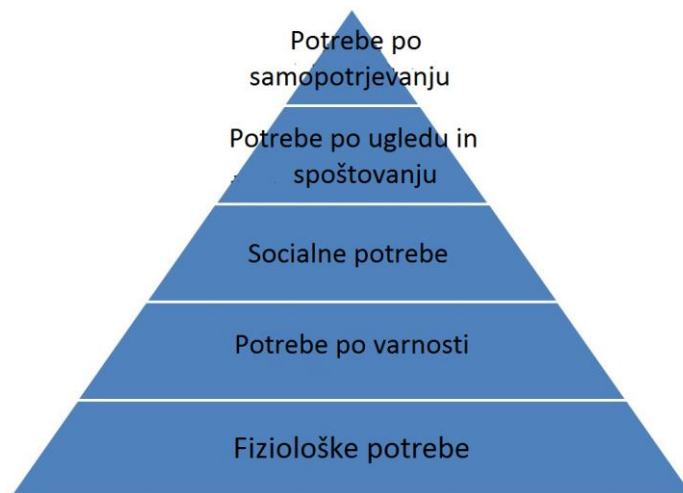 Potrebe po
samopotrjevanju
Potrebe po ugledu in
spoštovanju
Socialne potrebe
Potrebe po varnosti
Fiziološke potrebe